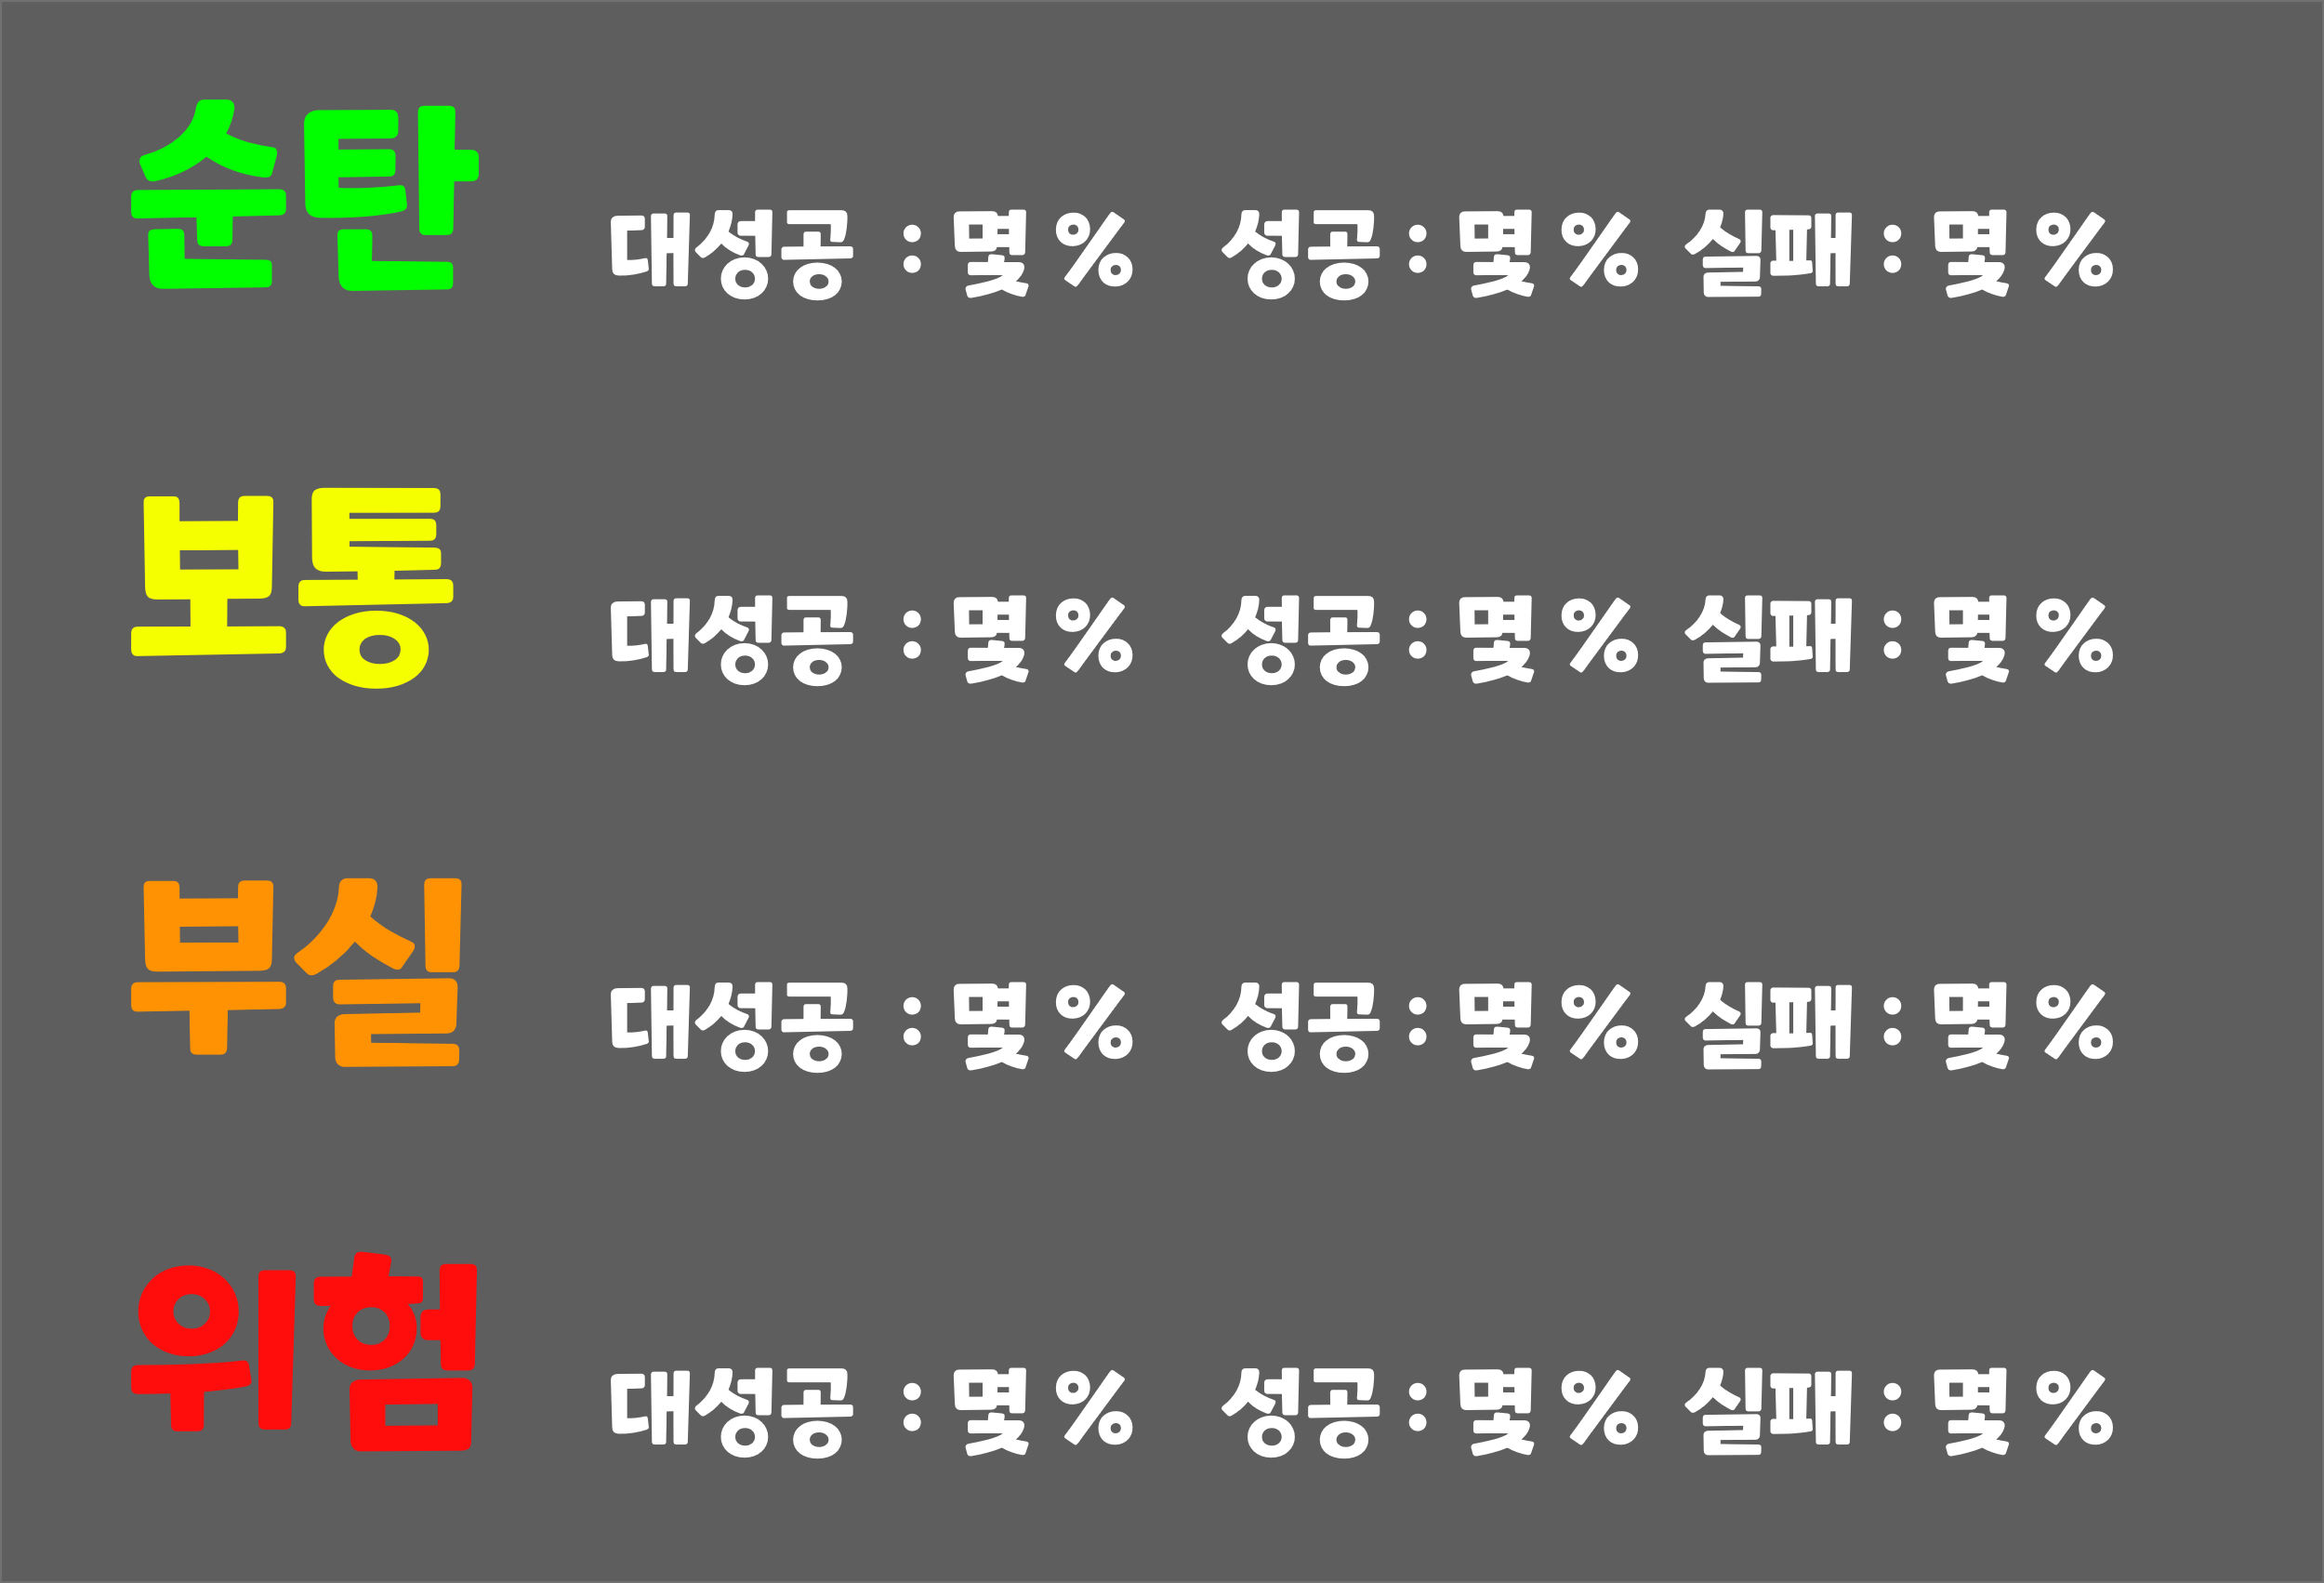 순탄 대성공 : 몇 % 성공 : 몇 % 실패 : 몇 %
보통 대성공 : 몇 % 성공 : 몇 % 실패 : 몇 %
부실 대성공 : 몇 % 성공 : 몇 % 실패 : 몇 %
위험 대성공 : 몇 % 성공 : 몇 % 실패 : 몇 %